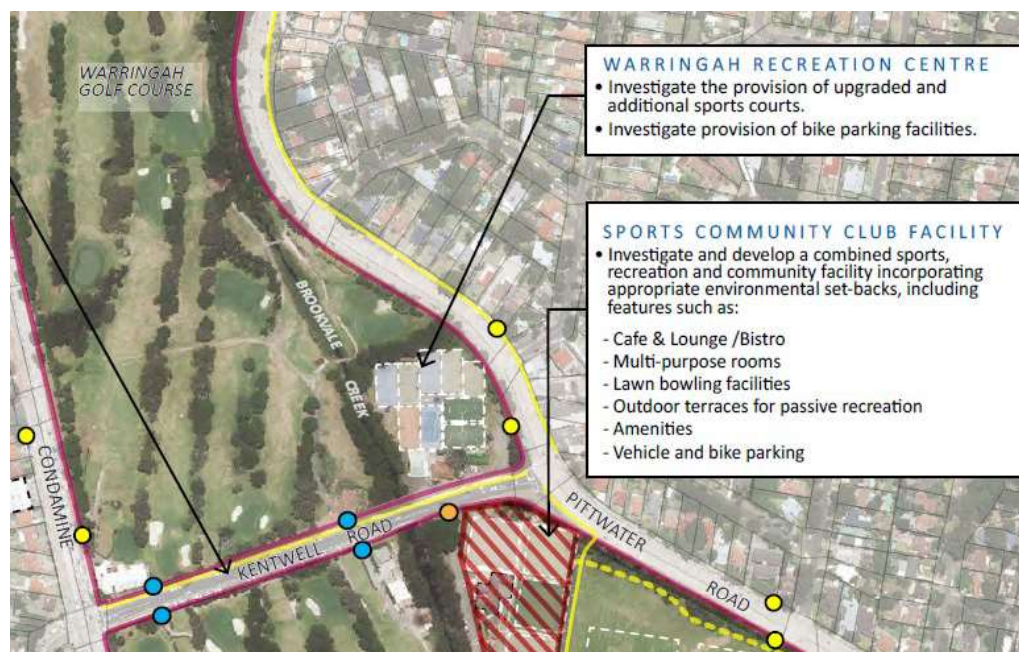 WARRINGAH
GOLF COURSE
WARRINGAH RECREATION CENTRE
• Investigate the provision of upgraded and
additional sports courts.
• Investigate provision of bike parking facilities.
SPORTS COMMUNITY CLUB FACILITY
• Investigate and develop a combined sports,
recreation and community facility incorporating
appropriate environmental set-backs, including
features such as:
- Cafe & Lounge /Bistro
- Multi-purpose rooms
- Lawn bowling facilities
- Outdoor terraces for passive recreation
- Amenities
- Vehicle and bike parking
BROOKVALE
CREEK
CONDAMINE
KENTWELL ROAD
PITTWATER
ROAD